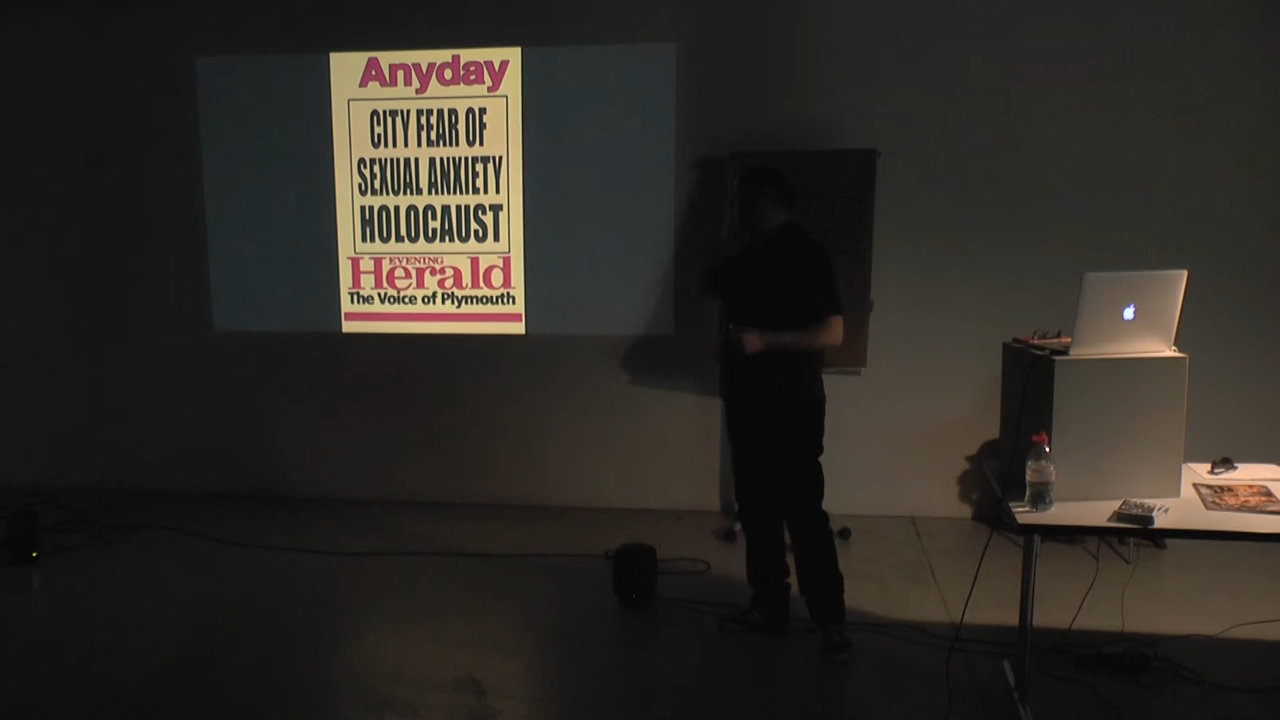 Anyday
CITY FEAR OF
SEXUAL ANXIETY
HOLOCAUST
EVENING
Herald
The Voice of Plymouth